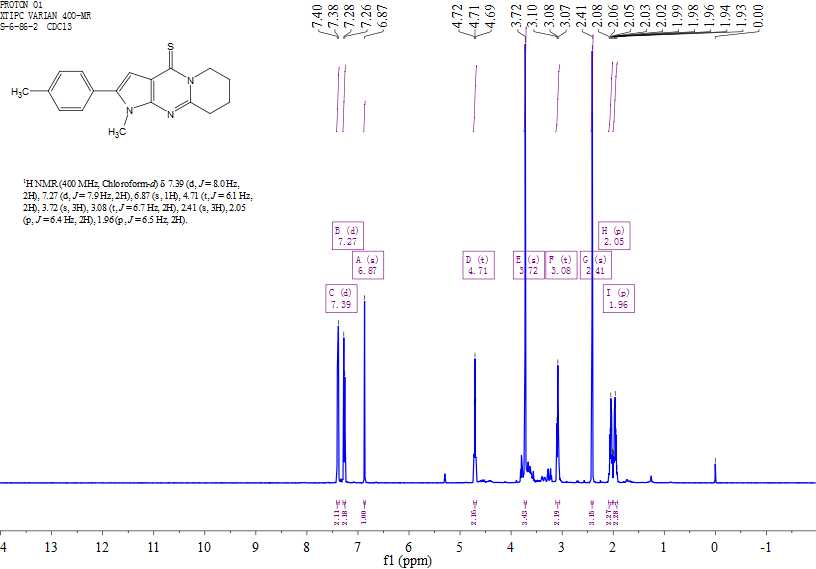 PROTON 01
XTIPC VARIAN 400-MR
S-6-86-2 CDCl3
7.40
7.38
7.28
7.26
6.87
4.72
4.71
4.69
3.72
3.10
3.08
3.07
2.41
2.08
2.06
2.05
2.03
2.02
1.99
1.98
1.96
1.94
1.93
0.00
S
N
H₃C
N
N
H₃C
¹H NMR (400 MHz, Chloroform-d) δ 7.39 (d, J = 8.0 Hz,
2H), 7.27 (d, J = 7.9 Hz, 2H), 6.87 (s, 1H), 4.71 (t, J = 6.1 Hz,
2H), 3.72 (s, 3H), 3.08 (t, J = 6.7 Hz, 2H), 2.41 (s, 3H), 2.05
(p, J = 6.4 Hz, 2H), 1.96 (p, J = 6.5 Hz, 2H).
B (d)
7.27
H (p)
2.05
A (s)
6.87
D (t)
4.71
E (s)
3.72
F (t)
3.08
G (s)
2.41
C (d)
7.39
I (p)
1.96
2.11
2.18
1.00
2.16
3.43
2.19
3.15
2.27
2.28
4 13 12 11 10 9 8 7 6 5 4 3 2 1 0 -1
f1 (ppm)